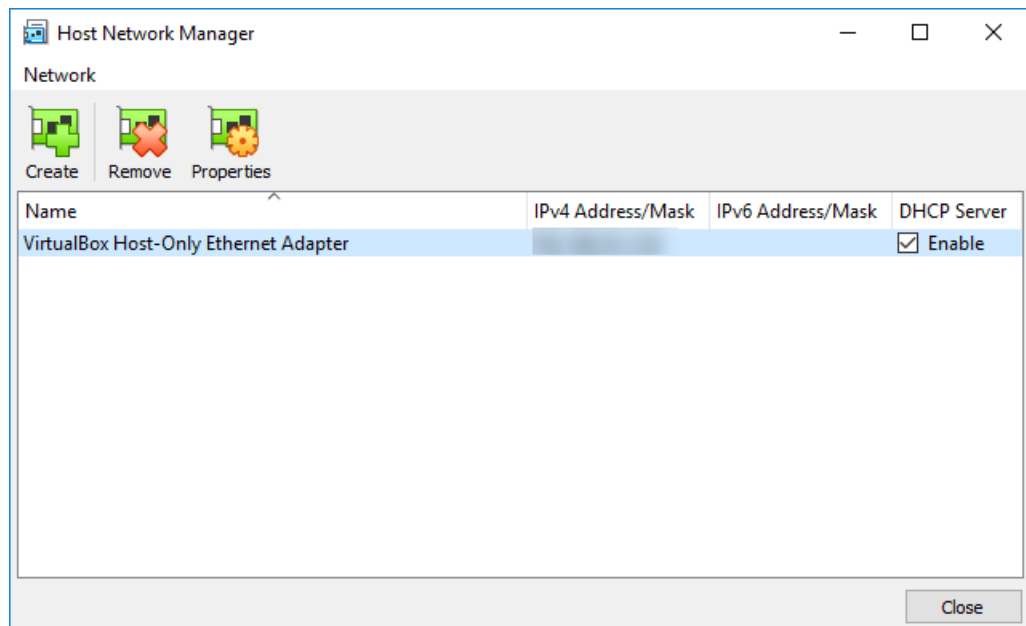 Host Network Manager
Network
Create Remove Properties
Name IPv4 Address/Mask IPv6 Address/Mask DHCP Server
VirtualBox Host-Only Ethernet Adapter Enable
Close